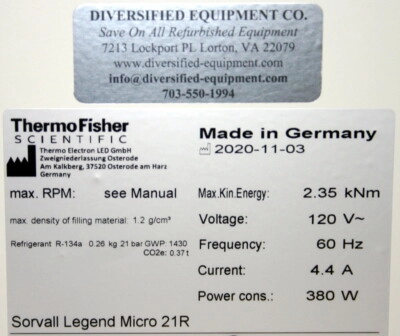 DIVERSIFIED EQUIPMENT CO.
Save On All Refurbished Equipment
7213 Lockport PL Lorton, VA 22079
www.diversified-equipment.com
info@diversified-equipment.com
703-550-1994
ThermoFisher
SCIENTIFIC
Thermo Electron LED GmbH
Zweigniederlassung Osterode
Am Kalkberg, 37520 Osterode am Harz
Germany
Made in Germany
2020-11-03
max. RPM: see Manual
max. density of filling material: 1.2 g/cm³
Refrigerant R-134a 0.26 kg 21 bar GWP: 1430
CO2e: 0.37 t
Max.Kin.Energy: 2.35 kNm
Voltage: 120 V~
Frequency: 60 Hz
Current: 4.4 A
Power cons.: 380 W
Sorvall Legend Micro 21R